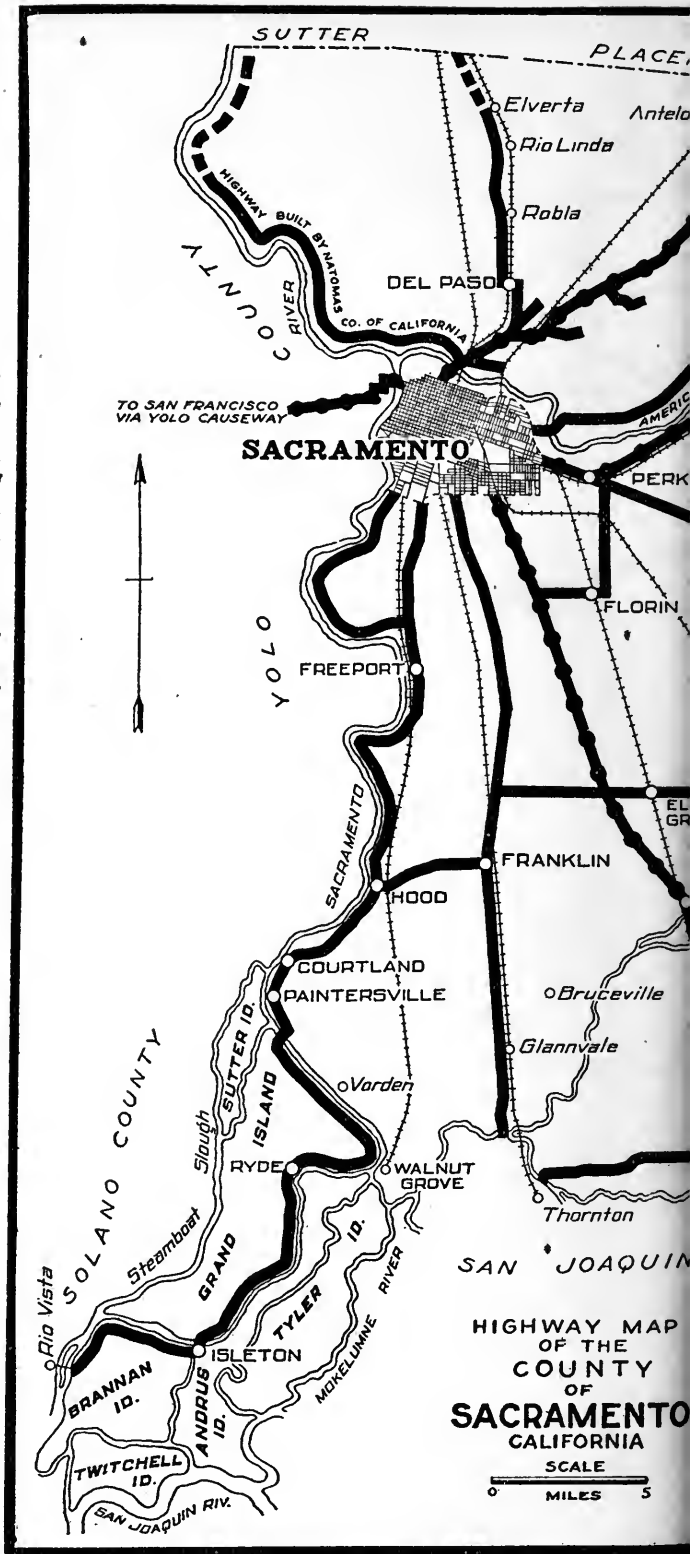 SUTTER
PLACE
Elverta
Antelo
Rio Linda
Robla
DEL PASO
HIGHWAY BUILT BY NATOMAS
CO. OF CALIFORNIA
COUNTY
RIVER
TO SAN FRANCISCO
VIA YOLO CAUSEWAY
SACRAMENTO
AMERIC
PERK
FLORIN
YOLO
FREEPORT
SACRAMENTO
EL
GR
FRANKLIN
HOOD
COURTLAND
PAINTERSVILLE
Bruceville
SUTTER ID.
Glannvale
SOLANO COUNTY
ISLAND
Vorden
Slough
RYDE
WALNUT
GROVE
Thornton
Steamboat
GRAND
TYLER ID.
MOKELUMNE RIVER
SAN JOAQUIN
Rio Vista
ISLETON
BRANNAN
ID.
ANDRUS
ID.
TWITCHELL
ID.
SAN JOAQUIN RIV.
HIGHWAY MAP
OF THE
COUNTY
OF
SACRAMENTO
CALIFORNIA
SCALE
0 5
MILES